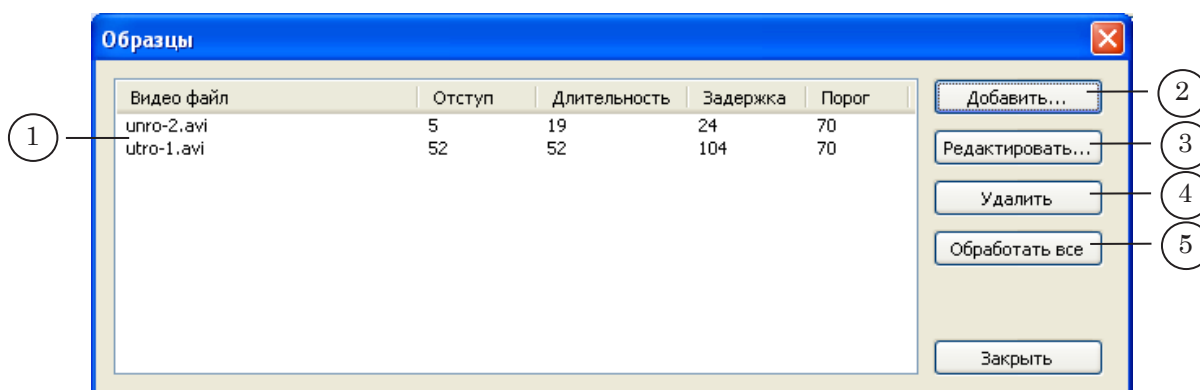 Образцы
Видео файл Отступ Длительность Задержка Порог
unro-2.avi 5 19 24 70
utro-1.avi 52 52 104 70
1
Добавить... 2
Редактировать... 3
Удалить 4
Обработать все 5
Закрыть